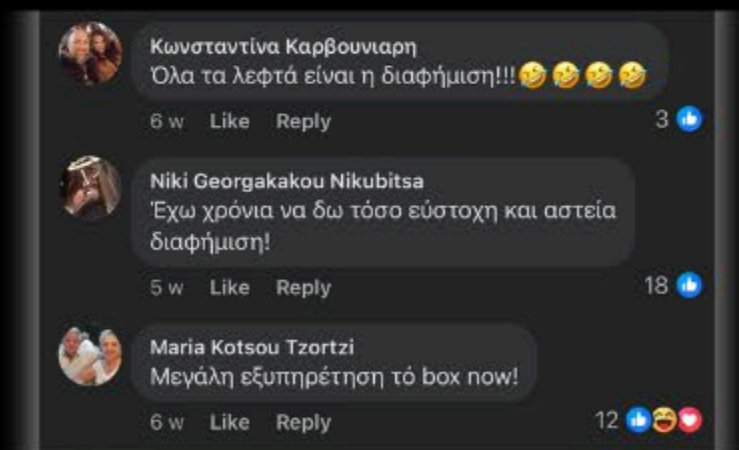 Κωνσταντίνα Καρβουνιαρη
Όλα τα λεφτά είναι η διαφήμιση!!!🤣🤣🤣🤣
6 w Like Reply 3
Niki Georgakakou Nikubitsa
Έχω χρόνια να δω τόσο εύστοχη και αστεία
διαφήμιση!
5 w Like Reply 18
Maria Kotsou Tzortzi
Μεγάλη εξυπηρέτηση τό box now!
6 w Like Reply 12